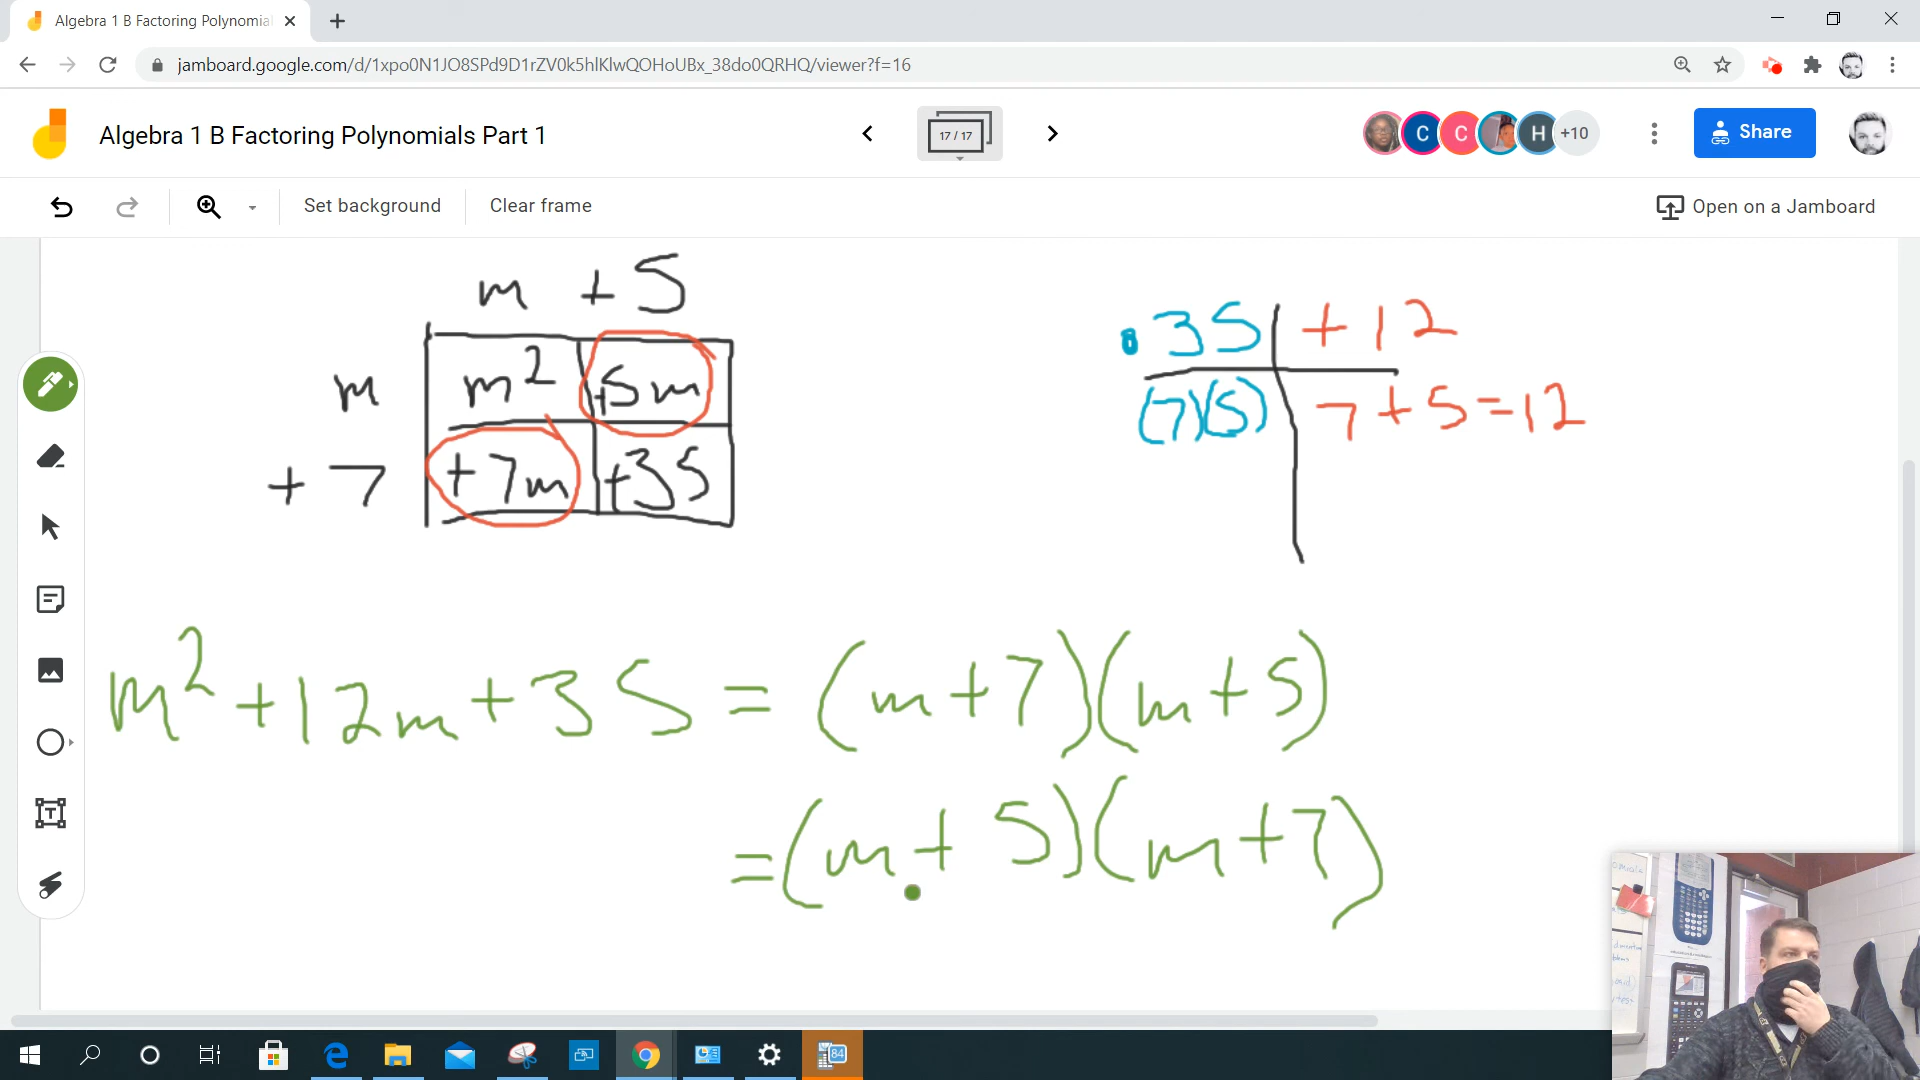 Algebra 1 B Factoring Polynomia
jamboard.google.com/d/1xpo0N1JO8SPd9D1rZV0k5hlKlwQOHoUBx_38do0QRHQ/viewer?f=16
Algebra 1 B Factoring Polynomials Part 1
17 / 17
C C H +10
Share
Set background
Clear frame
Open on a Jamboard
m + 5
m m² +5m
+ 7 +7m +35
·35 +12
(7)(5) 7+5=12
m²+12m+35 = (m+7)(m+5)
=(m+5)(m+7)
84